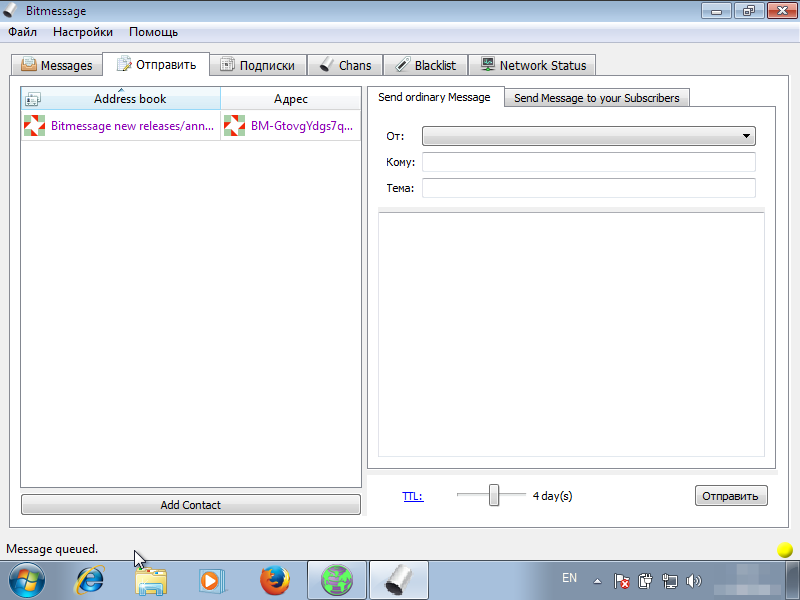 Bitmessage
Файл Настройки Помощь
Messages Отправить Подписки Chans Blacklist Network Status
Address book Адрес
Bitmessage new releases/ann... BM-GtovgYdgs7q...
Add Contact
Send ordinary Message Send Message to your Subscribers
От:
Кому:
Тема:
TTL: 4 day(s) Отправить
Message queued.
EN